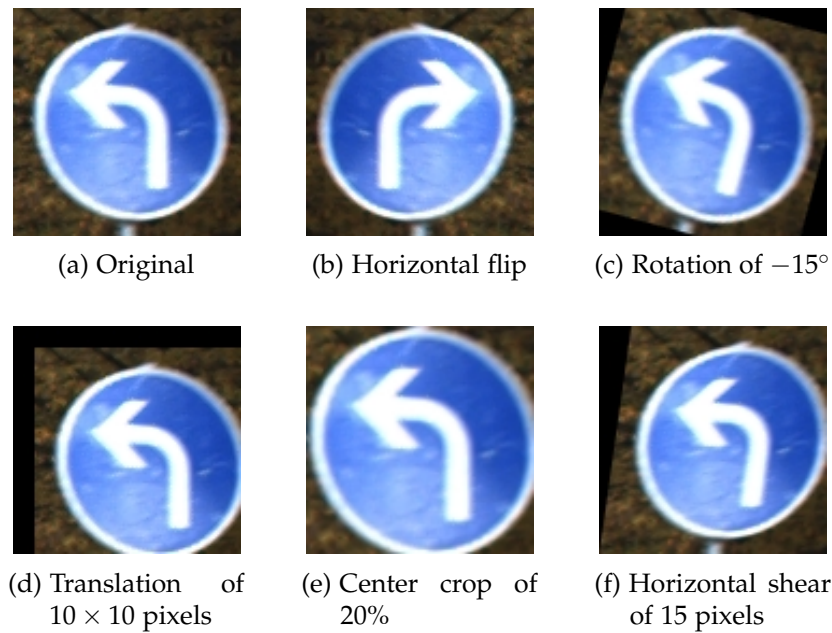 (a) Original
(b) Horizontal flip
(c) Rotation of −15°
(d) Translation of
10 × 10 pixels
(e) Center crop of
20%
(f) Horizontal shear
of 15 pixels